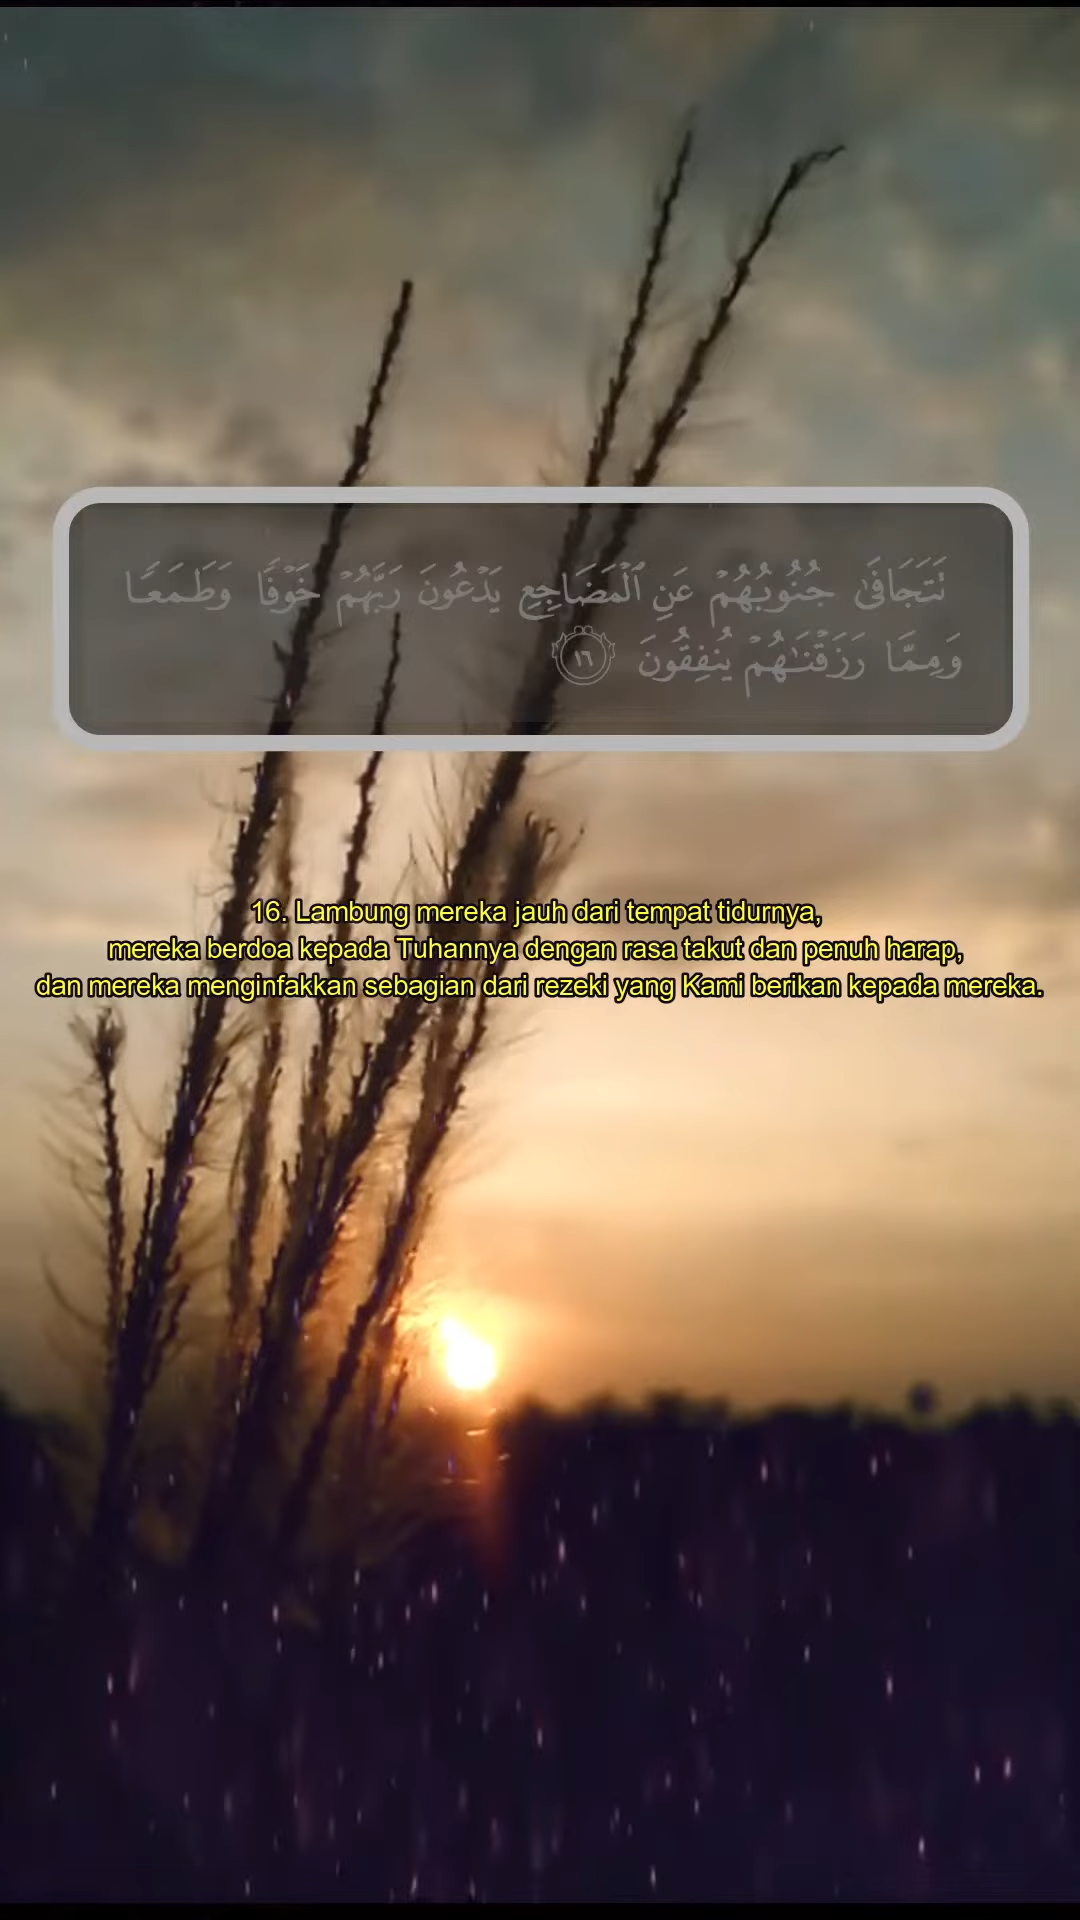 تَتَجَافَىٰ جُنُوبُهُمۡ عَنِ ٱلۡمَضَاجِعِ يَدۡعُونَ رَبَّهُمۡ خَوۡفٗا وَطَمَعٗا
وَمِمَّا رَزَقۡنَٰهُمۡ يُنفِقُونَ ١٦
16. Lambung mereka jauh dari tempat tidurnya,
mereka berdoa kepada Tuhannya dengan rasa takut dan penuh harap,
dan mereka menginfakkan sebagian dari rezeki yang Kami berikan kepada mereka.